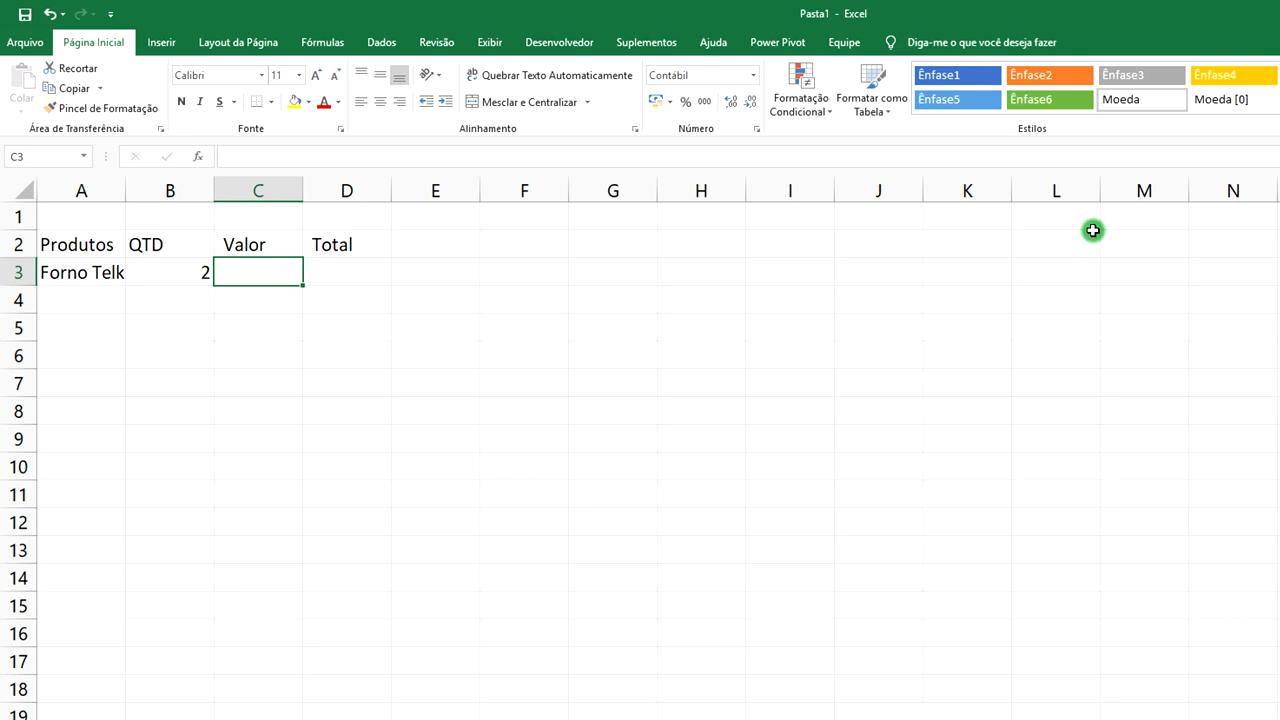 Pasta1 - Excel
Arquivo Página Inicial Inserir Layout da Página Fórmulas Dados Revisão Exibir Desenvolvedor Suplementos Ajuda Power Pivot Equipe Diga-me o que você deseja fazer
Colar
Recortar
Copiar
Pincel de Formatação
Área de Transferência
Calibri 11
N I S A
Fonte
Quebrar Texto Automaticamente
Mesclar e Centralizar
Alinhamento
Contábil
% 000
Número
Formatação Condicional
Formatar como Tabela
Ênfase1 Ênfase2 Ênfase3 Ênfase4
Ênfase5 Ênfase6 Moeda Moeda [0]
Estilos
C3 fx
A B C D E F G H I J K L M N
1
2 Produtos QTD Valor Total
3 Forno Telk 2
4
5
6
7
8
9
10
11
12
13
14
15
16
17
18
19